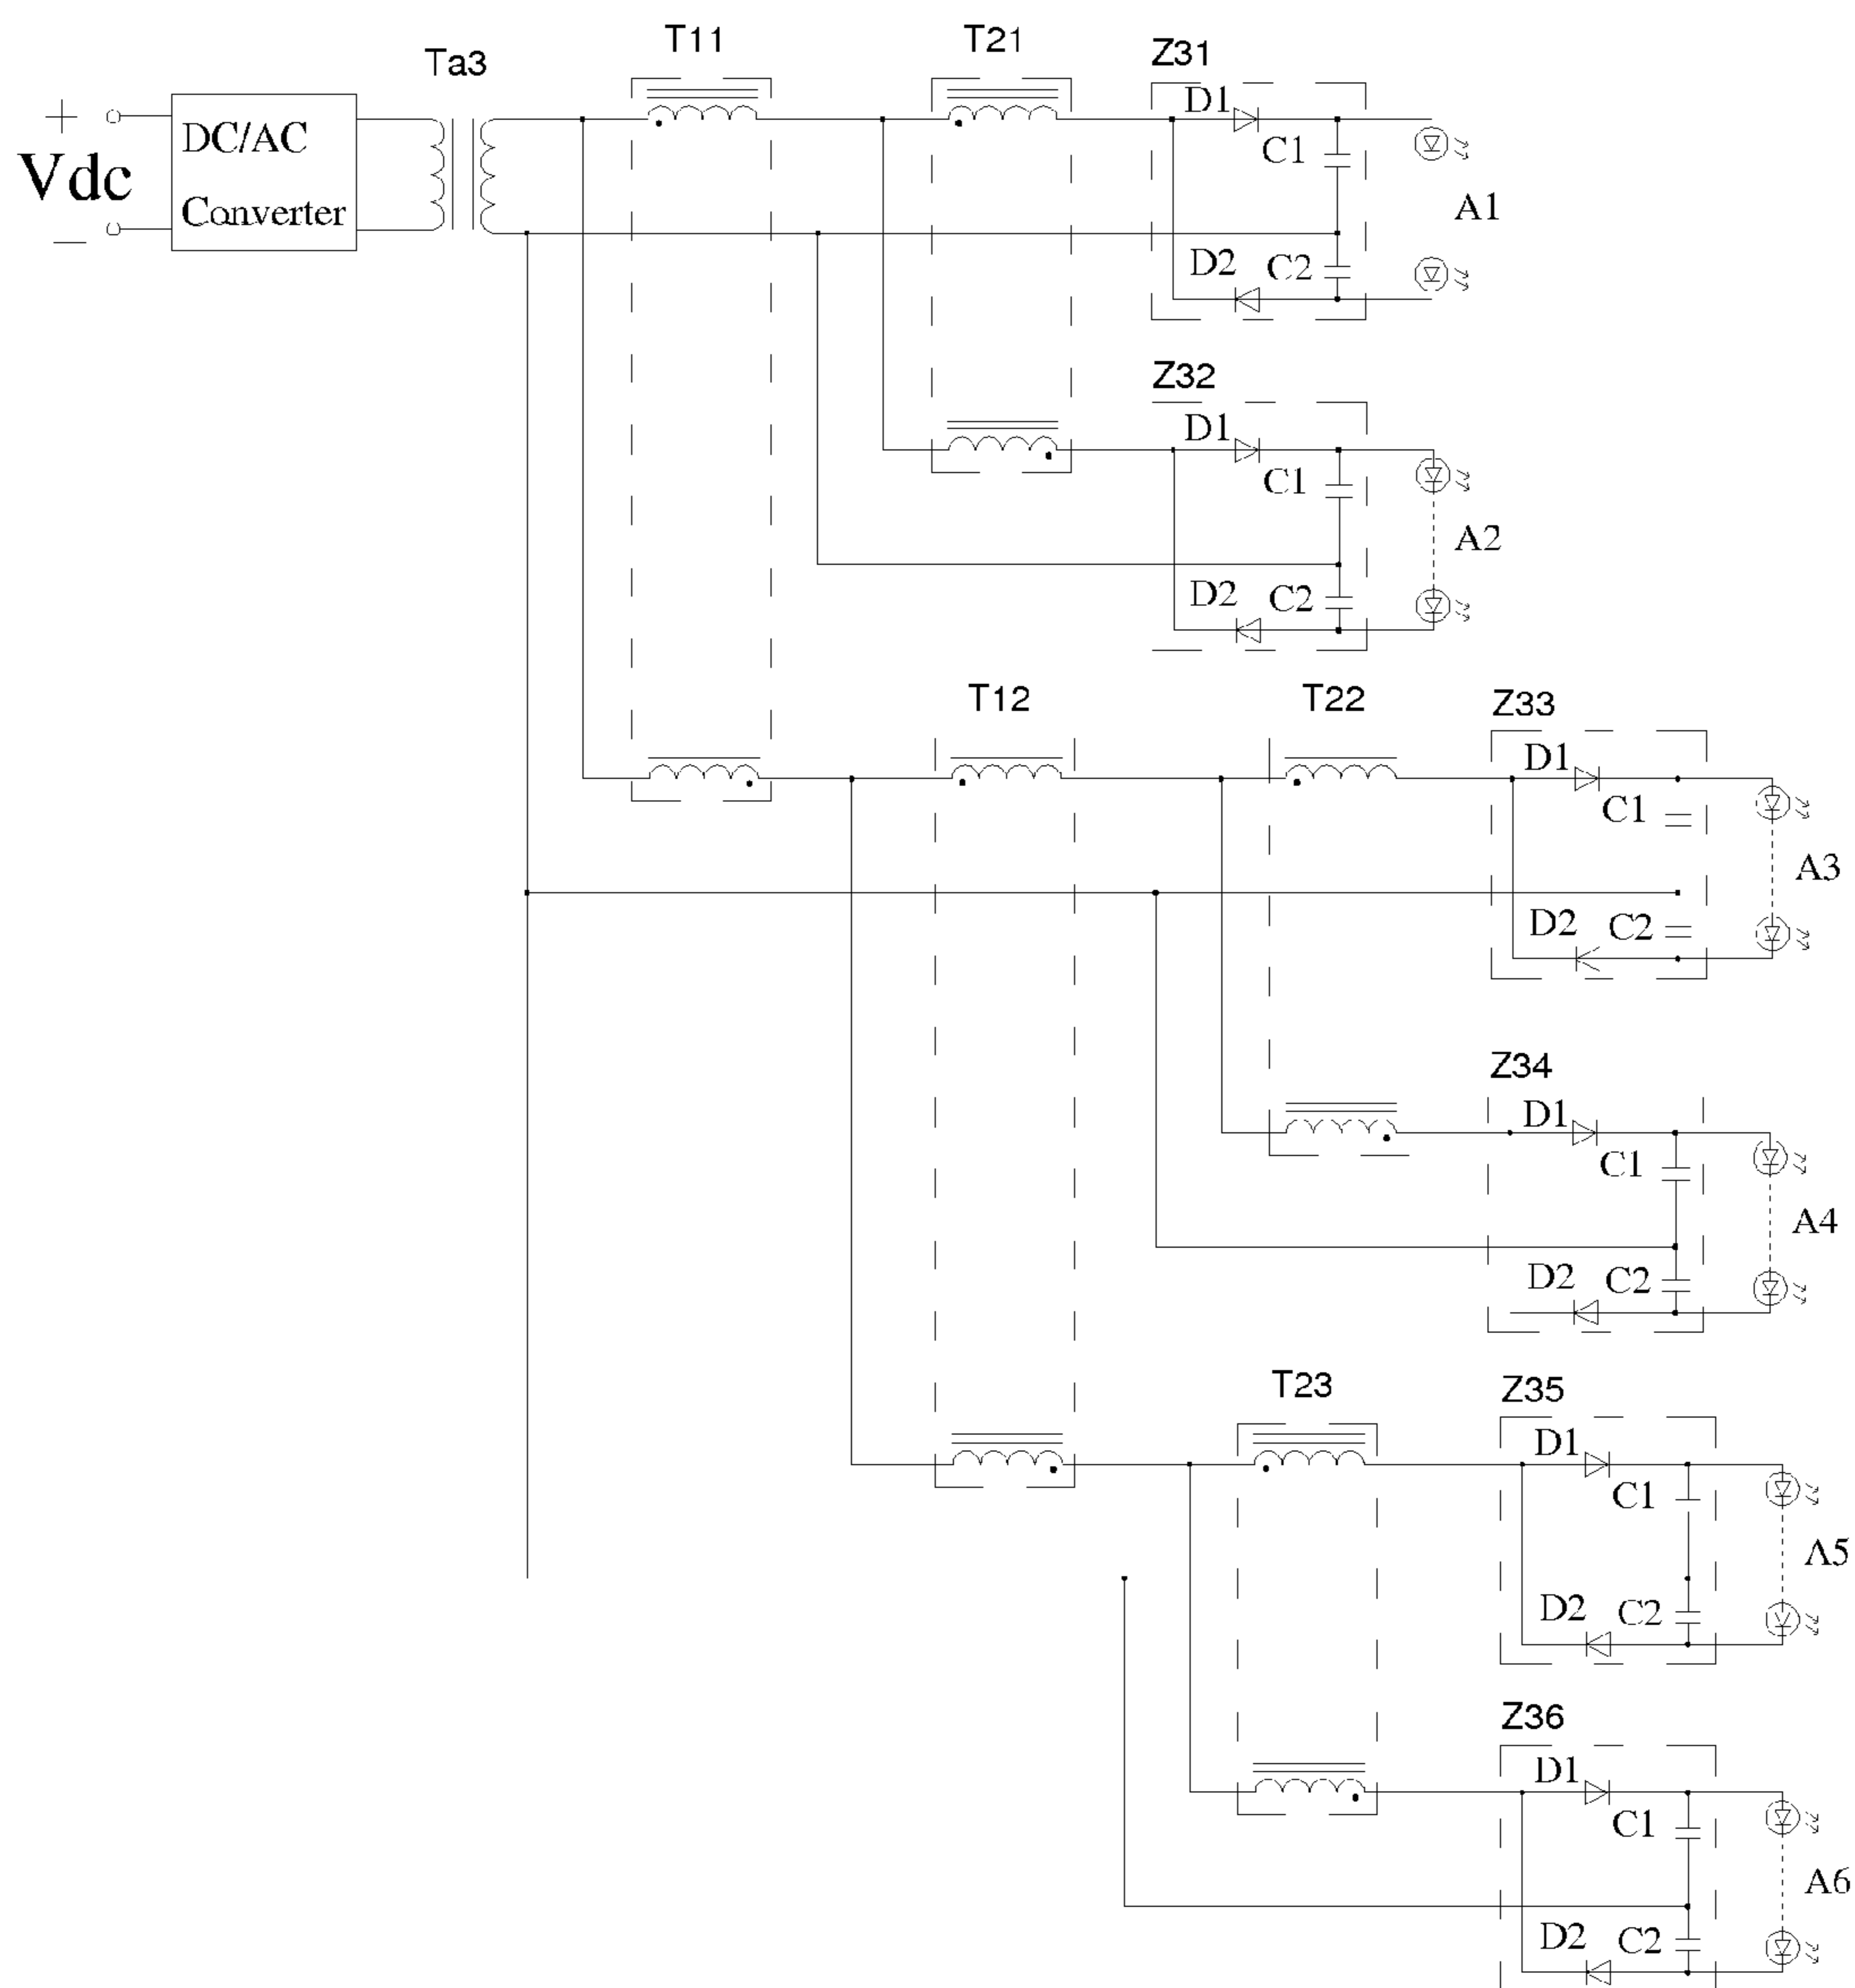 T11
T21
Z31
Ta3
D1
+
DC/AC
C1
Vdc
Converter
A1
−
D2
C2
Z32
D1
C1
A2
D2
C2
T12
T22
Z33
D1
C1
A3
D2
C2
Z34
D1
C1
A4
D2
C2
T23
Z35
D1
C1
A5
D2
C2
Z36
D1
C1
A6
D2
C2